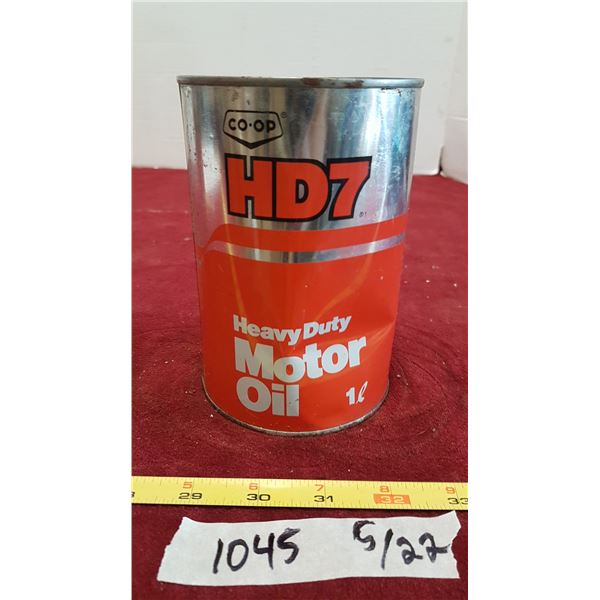 CO-OP®
HD7®
Heavy Duty
Motor
Oil
1ℓ
5 6 7 8 9
29 30 31 32 33
1045 5/22